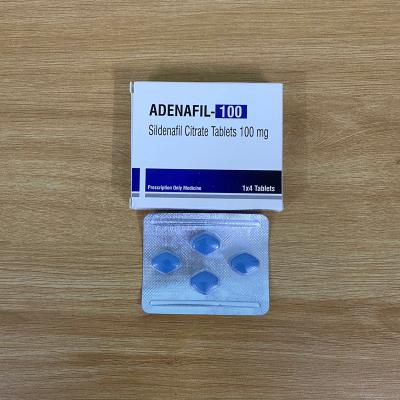 ADENAFIL-100
Sildenafil Citrate Tablets 100 mg
Prescription Only Medicine
1x4 Tablets